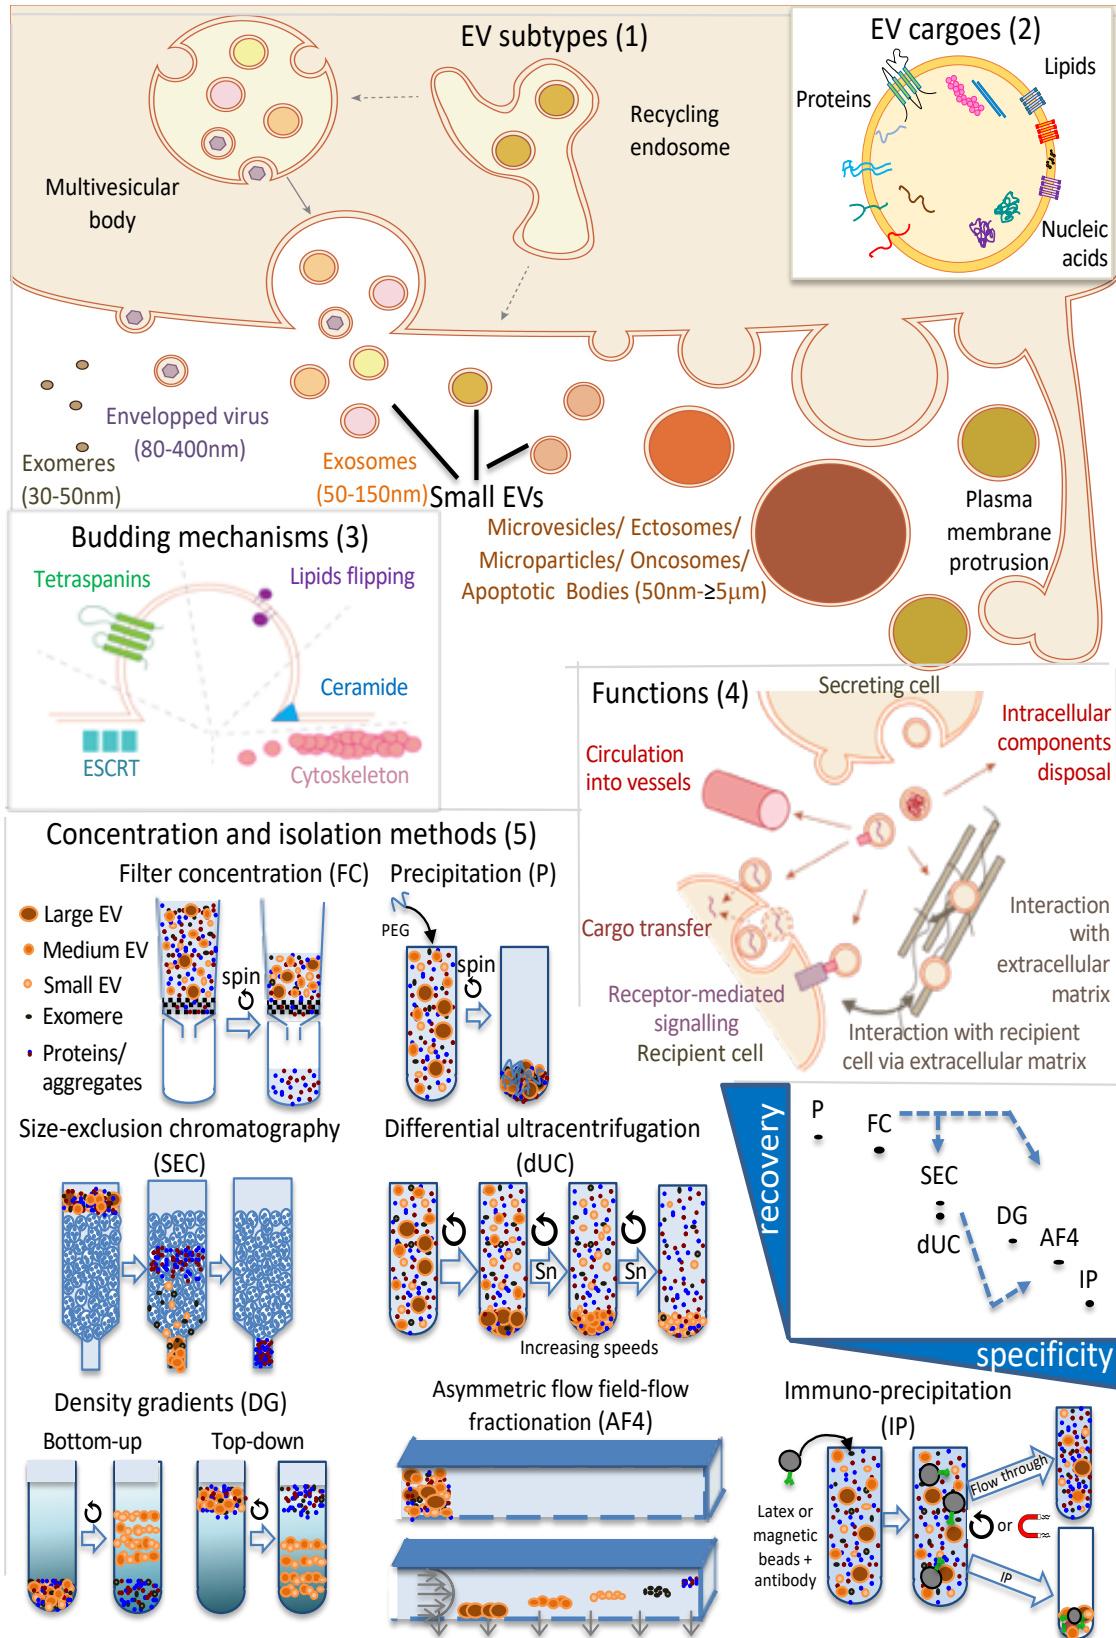 EV subtypes (1)
EV cargoes (2)
Lipids
Proteins
Nucleic
acids
Recycling
endosome
Multivesicular
body
Envelopped virus
(80-400nm)
Exomeres
(30-50nm)
Exosomes
(50-150nm)
Small EVs
Microvesicles/ Ectosomes/
Microparticles/ Oncosomes/
Apoptotic Bodies (50nm-≥5μm)
Plasma
membrane
protrusion
Budding mechanisms (3)
Tetraspanins
Lipids flipping
Ceramide
ESCRT
Cytoskeleton
Functions (4)
Secreting cell
Circulation
into vessels
Intracellular
components
disposal
Cargo transfer
Interaction
with
extracellular
matrix
Receptor-mediated
signalling
Recipient cell
Interaction with recipient
cell via extracellular matrix
Concentration and isolation methods (5)
Filter concentration (FC)
Precipitation (P)
Large EV
Medium EV
Small EV
Exomere
Proteins/
aggregates
spin
PEG
spin
Size-exclusion chromatography
(SEC)
Differential ultracentrifugation
(dUC)
Sn
Sn
Increasing speeds
recovery
P
FC
SEC
dUC
DG
AF4
IP
specificity
Density gradients (DG)
Bottom-up
Top-down
Asymmetric flow field-flow
fractionation (AF4)
Immuno-precipitation
(IP)
Latex or
magnetic
beads +
antibody
Flow through
or
IP